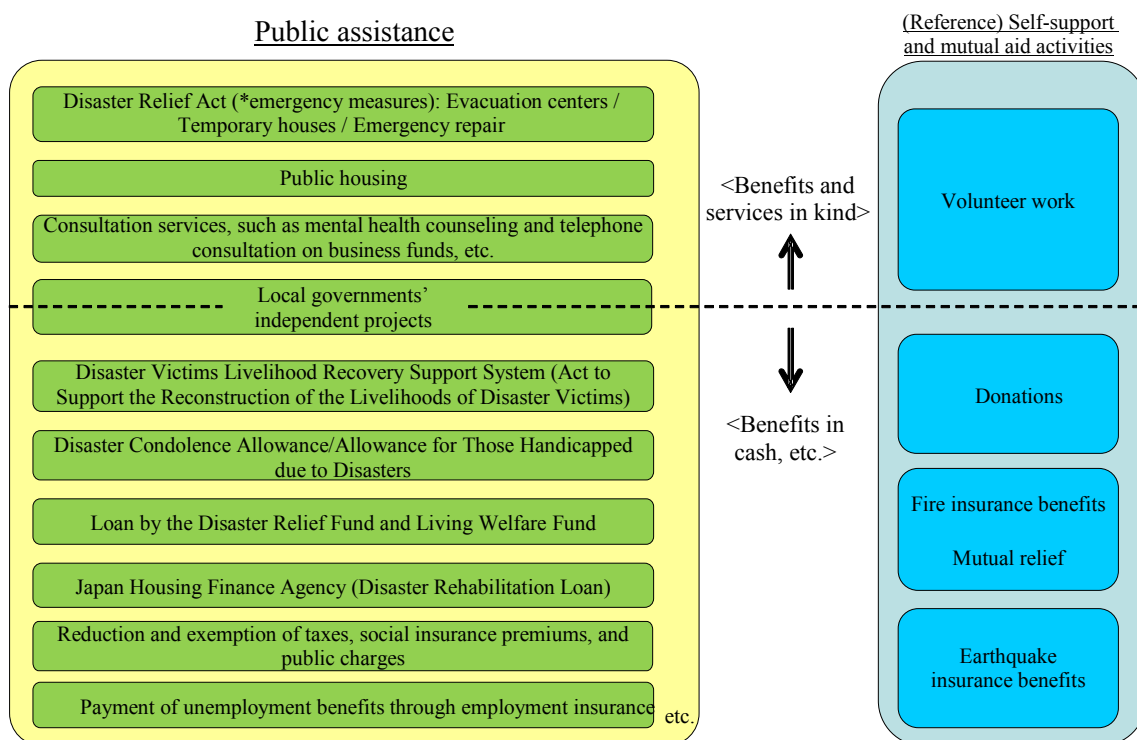 Public assistance
Disaster Relief Act (*emergency measures): Evacuation centers /
Temporary houses / Emergency repair
Public housing
Consultation services, such as mental health counseling and telephone
consultation on business funds, etc.
Local governments’
independent projects
Disaster Victims Livelihood Recovery Support System (Act to
Support the Reconstruction of the Livelihoods of Disaster Victims)
Disaster Condolence Allowance/Allowance for Those Handicapped
due to Disasters
Loan by the Disaster Relief Fund and Living Welfare Fund
Japan Housing Finance Agency (Disaster Rehabilitation Loan)
Reduction and exemption of taxes, social insurance premiums, and
public charges
Payment of unemployment benefits through employment insurance
etc.
<Benefits and
services in kind>
<Benefits in
cash, etc.>
(Reference) Self-support
and mutual aid activities
Volunteer work
Donations
Fire insurance benefits
Mutual relief
Earthquake
insurance benefits